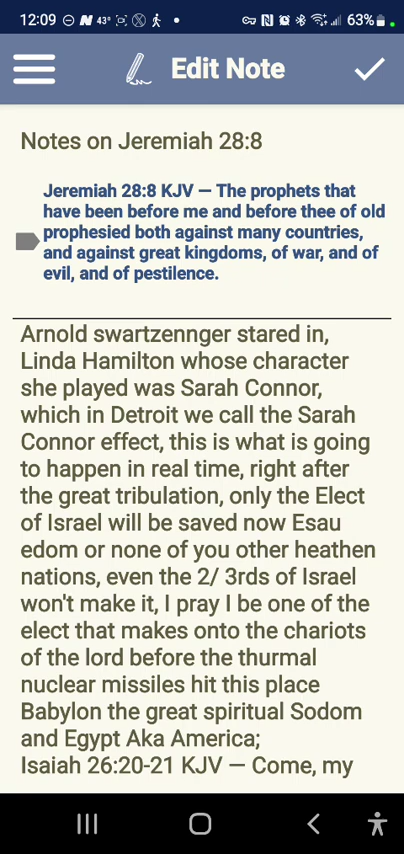 12:09 N 43° N 63%
Edit Note
Notes on Jeremiah 28:8
Jeremiah 28:8 KJV — The prophets that
have been before me and before thee of old
prophesied both against many countries,
and against great kingdoms, of war, and of
evil, and of pestilence.
Arnold swartzennger stared in,
Linda Hamilton whose character
she played was Sarah Connor,
which in Detroit we call the Sarah
Connor effect, this is what is going
to happen in real time, right after
the great tribulation, only the Elect
of Israel will be saved now Esau
edom or none of you other heathen
nations, even the 2/ 3rds of Israel
won't make it, I pray I be one of the
elect that makes onto the chariots
of the lord before the thurmal
nuclear missiles hit this place
Babylon the great spiritual Sodom
and Egypt Aka America;
Isaiah 26:20-21 KJV — Come, my